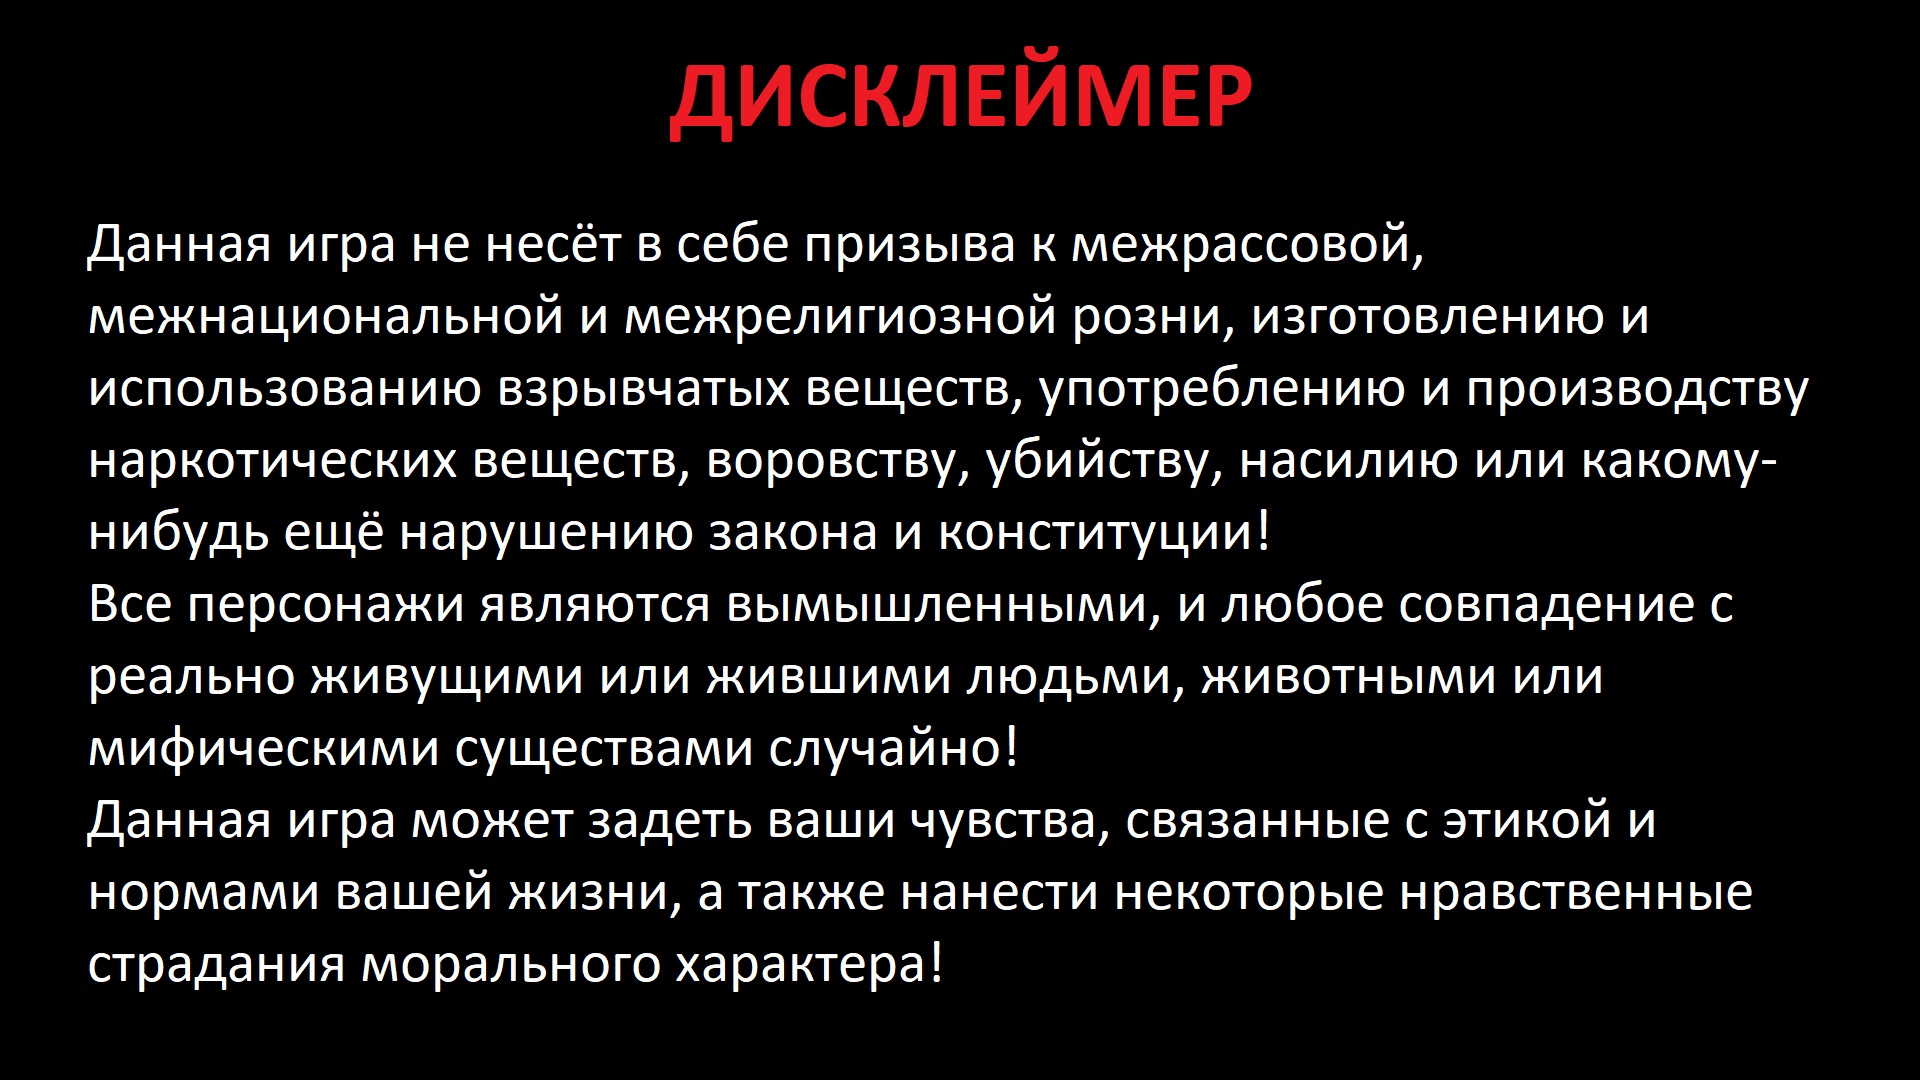 ДИСКЛЕЙМЕР
Данная игра не несёт в себе призыва к межрассовой,
межнациональной и межрелигиозной розни, изготовлению и
использованию взрывчатых веществ, употреблению и производству
наркотических веществ, воровству, убийству, насилию или какому-
нибудь ещё нарушению закона и конституции!
Все персонажи являются вымышленными, и любое совпадение с
реально живущими или жившими людьми, животными или
мифическими существами случайно!
Данная игра может задеть ваши чувства, связанные с этикой и
нормами вашей жизни, а также нанести некоторые нравственные
страдания морального характера!